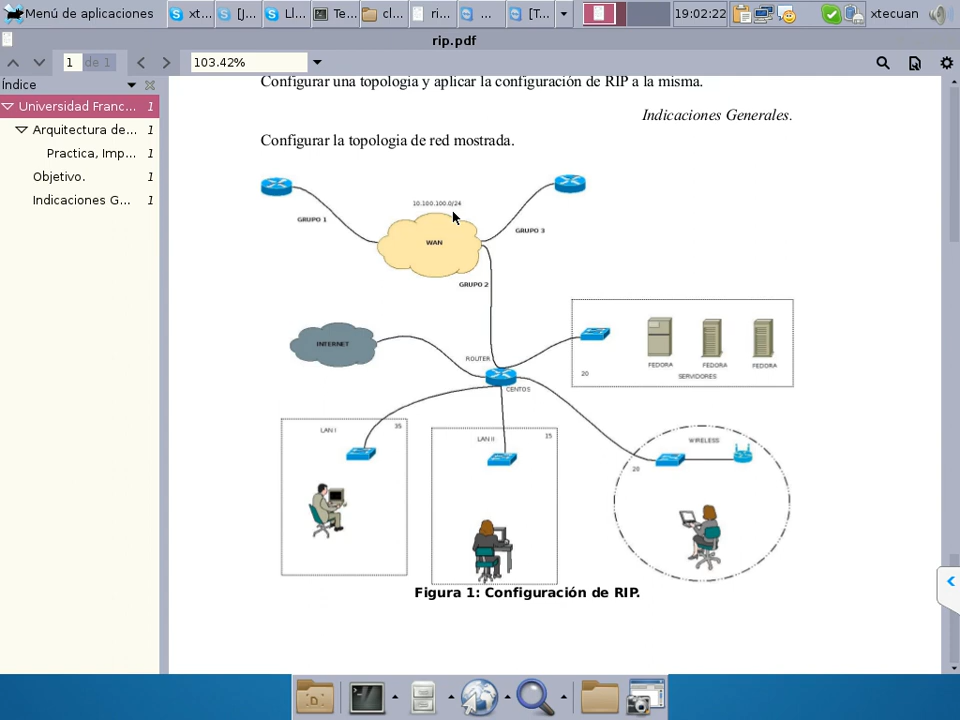 Menú de aplicaciones
xt...
[J...
Ll...
Te...
cl...
ri...
...
[T...
19:02:22
xtecuan
rip.pdf
1 de 1
103.42%
Índice
Universidad Franc... 1
Arquitectura de... 1
Practica, Imp... 1
Objetivo. 1
Indicaciones G... 1
Configurar una topología y aplicar la configuración de RIP a la misma.
Indicaciones Generales.
Configurar la topologia de red mostrada.
10.100.100.0/24
GRUPO 1
GRUPO 3
WAN
GRUPO 2
INTERNET
ROUTER
CENTOS
FEDORA
FEDORA
FEDORA
20
SERVIDORES
LAN I
35
LAN II
15
WIRELESS
20
Figura 1: Configuración de RIP.